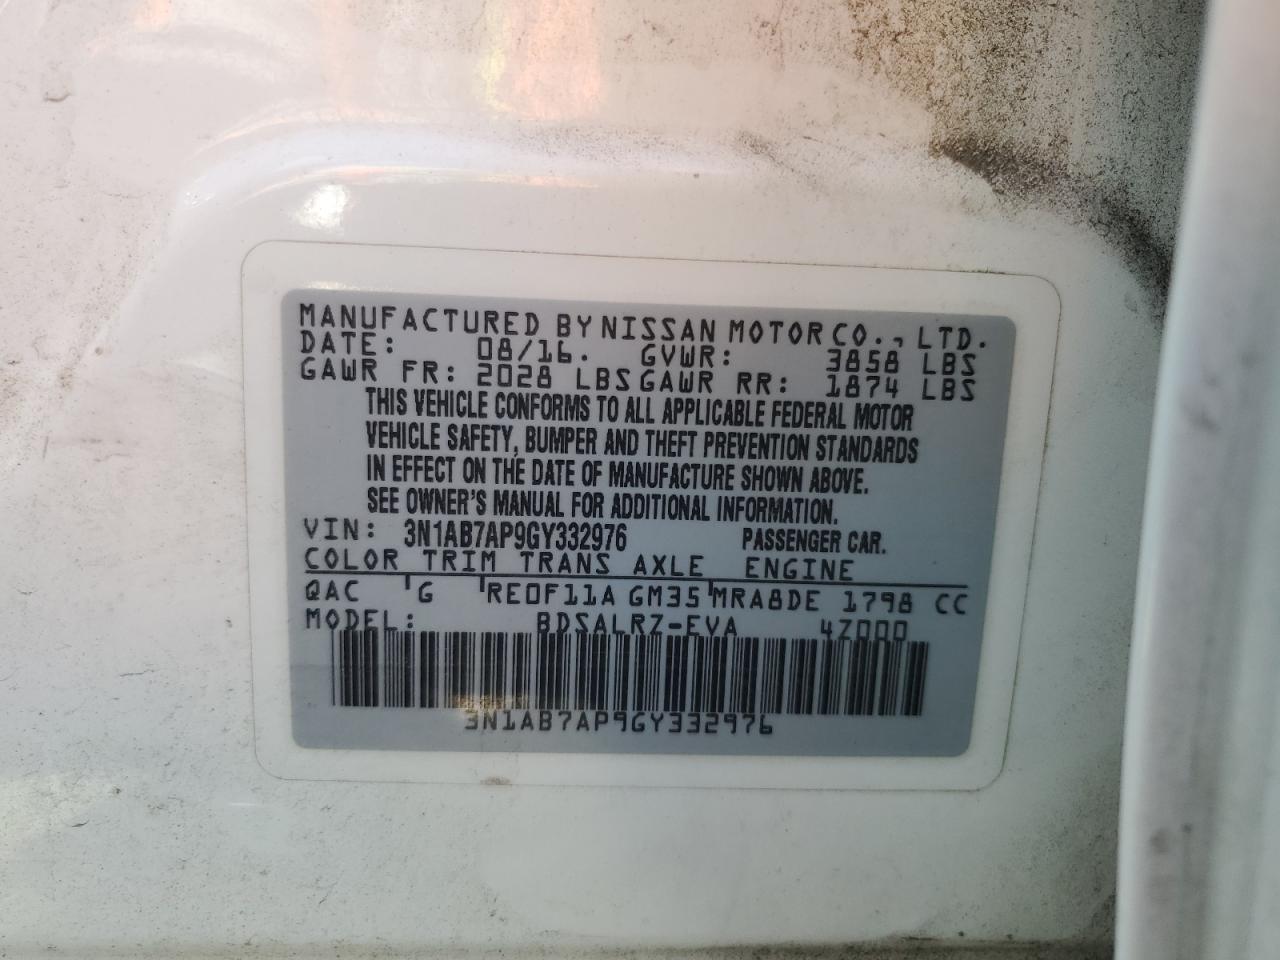 MANUFACTURED BY NISSAN MOTOR CO., LTD.
DATE: 08/16. GVWR: 3858 LBS
GAWR FR: 2028 LBS GAWR RR: 1874 LBS
THIS VEHICLE CONFORMS TO ALL APPLICABLE FEDERAL MOTOR
VEHICLE SAFETY, BUMPER AND THEFT PREVENTION STANDARDS
IN EFFECT ON THE DATE OF MANUFACTURE SHOWN ABOVE.
SEE OWNER'S MANUAL FOR ADDITIONAL INFORMATION.
VIN: 3N1AB7AP9GY332976 PASSENGER CAR.
COLOR TRIM TRANS AXLE ENGINE
QAC G RE0F11A GM35 MRA8DE 1798 CC
MODEL: BDSALRZ-EVA 4Z000
3N1AB7AP9GY332976